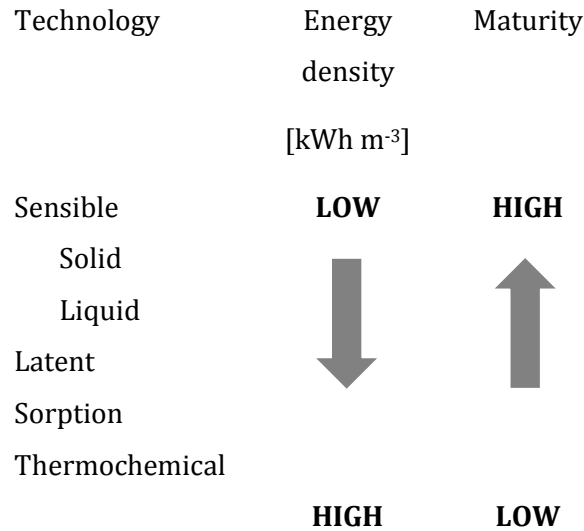 Technology Energy Maturity
density
[kWh m-3]
Sensible LOW HIGH
Solid
Liquid
Latent
Sorption
Thermochemical
HIGH LOW